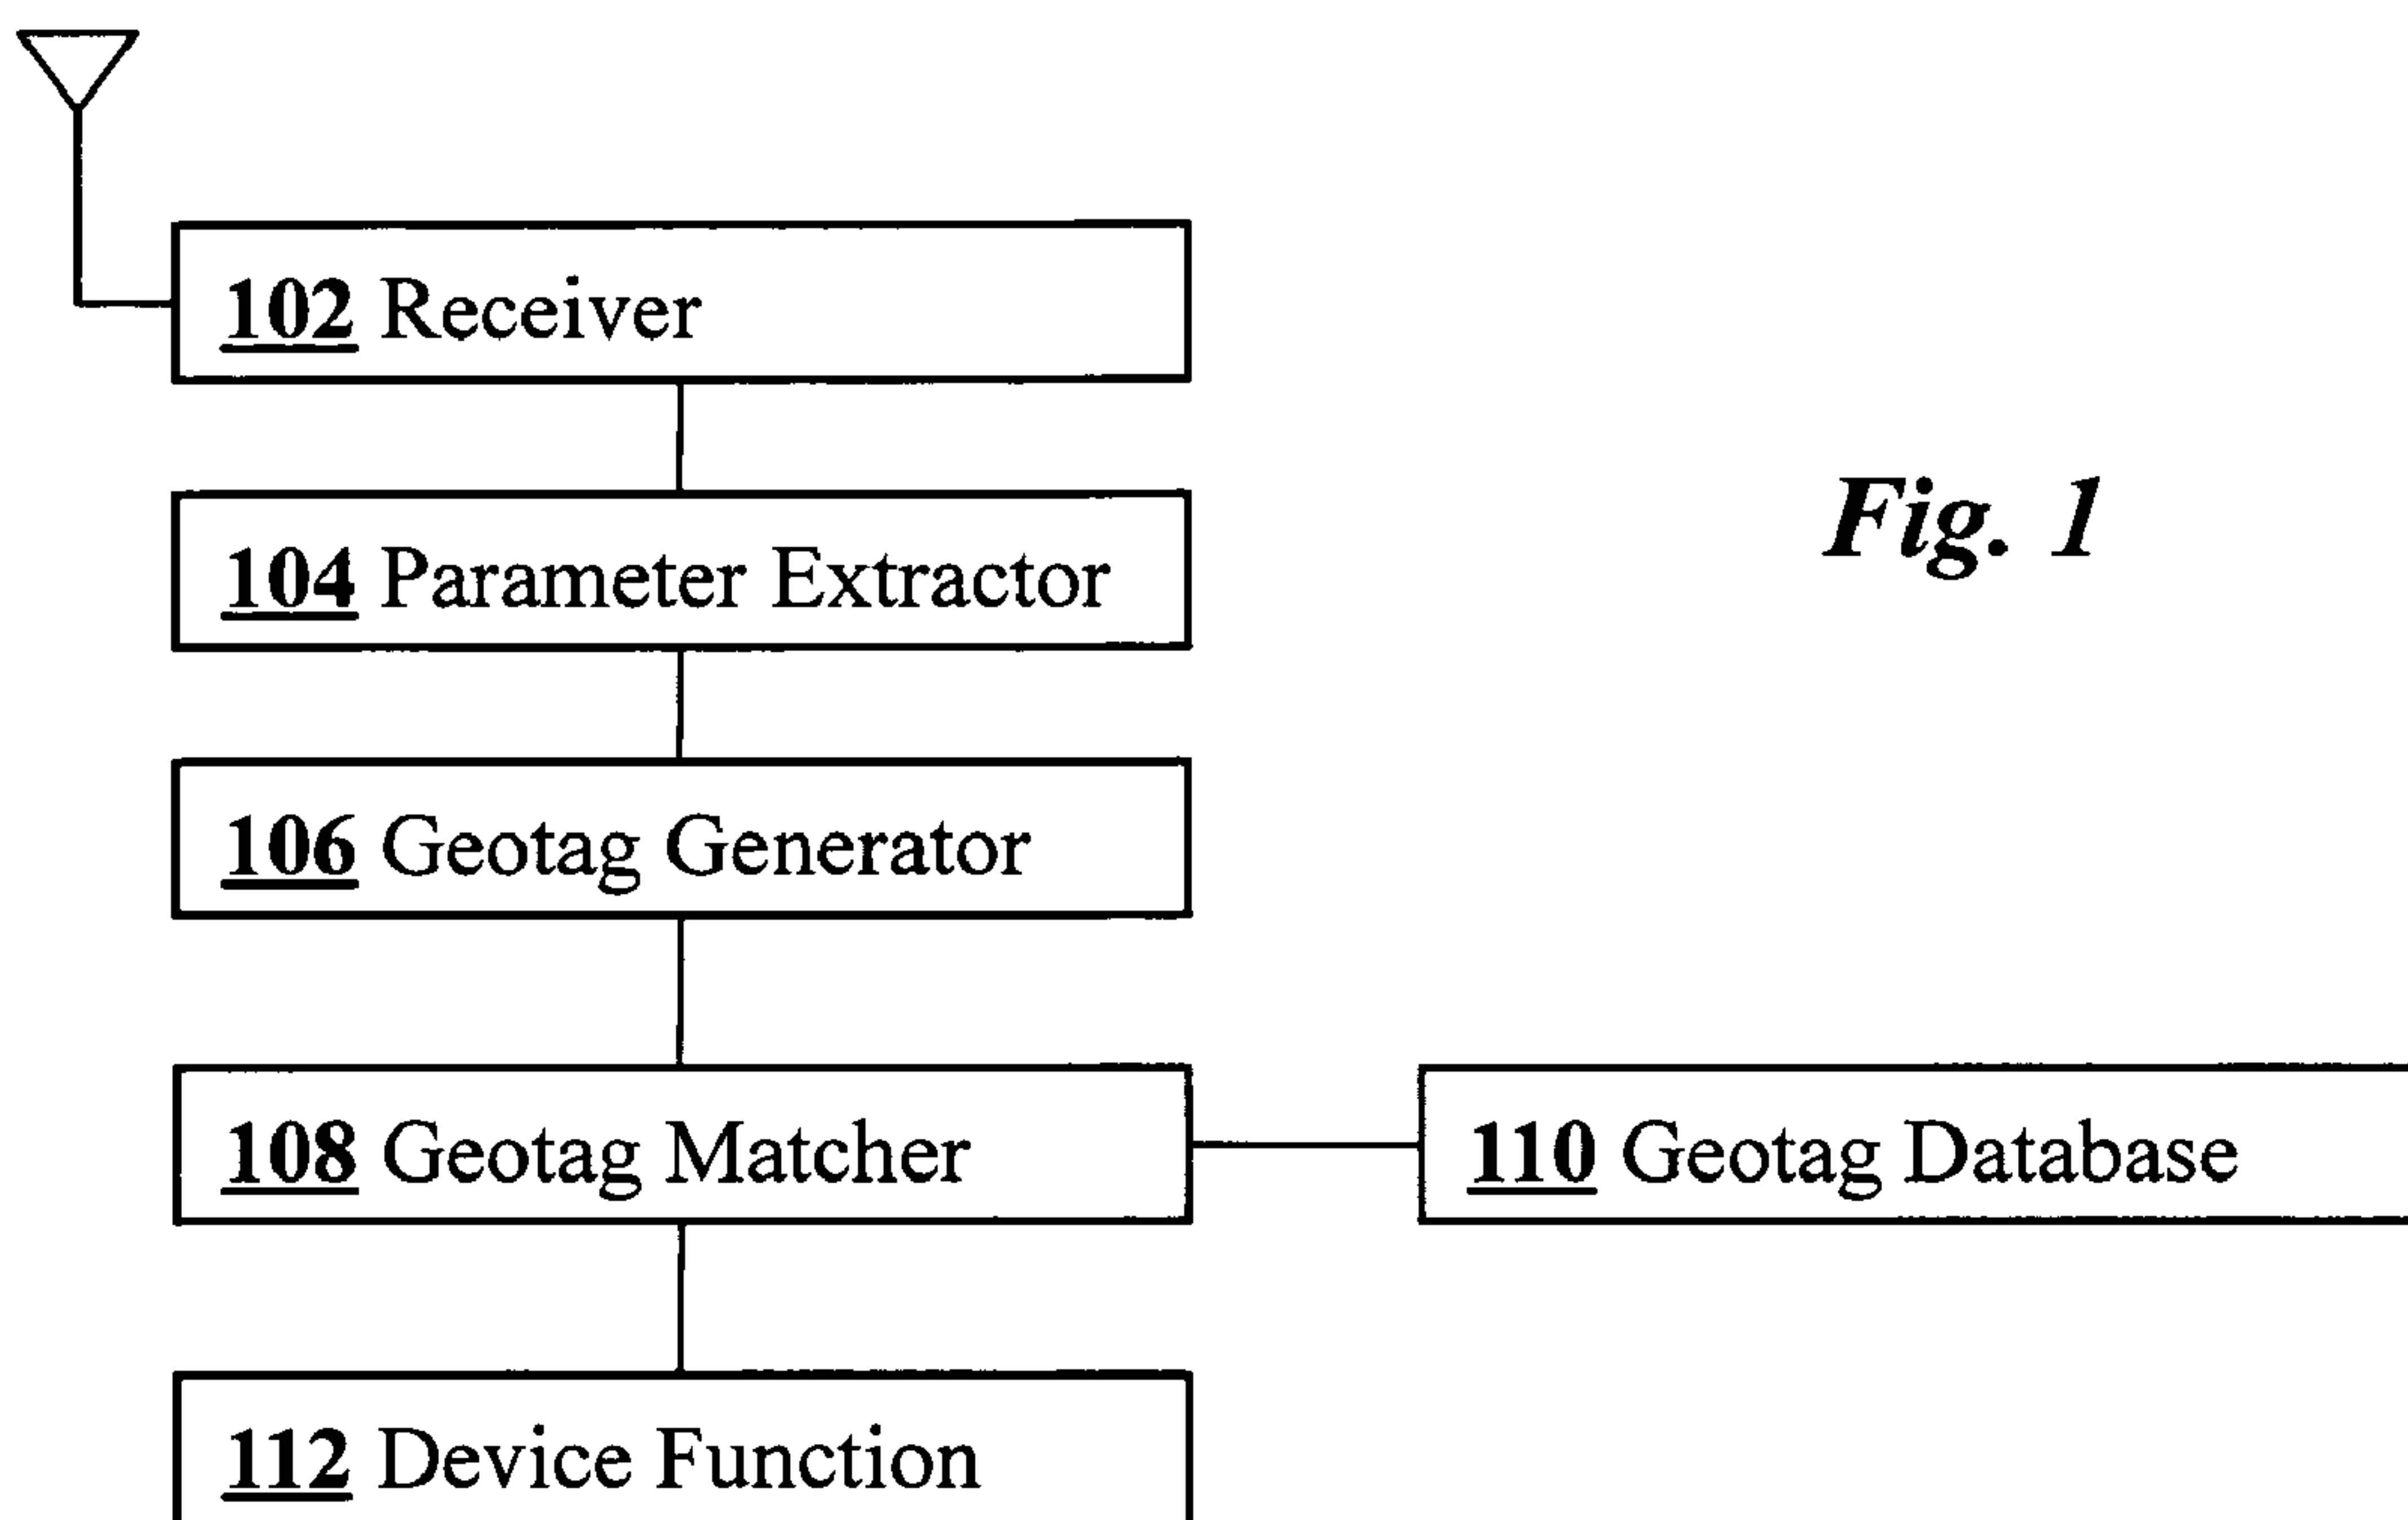 102 Receiver
104 Parameter Extractor
Fig. 1
106 Geotag Generator
108 Geotag Matcher
110 Geotag Database
112 Device Function